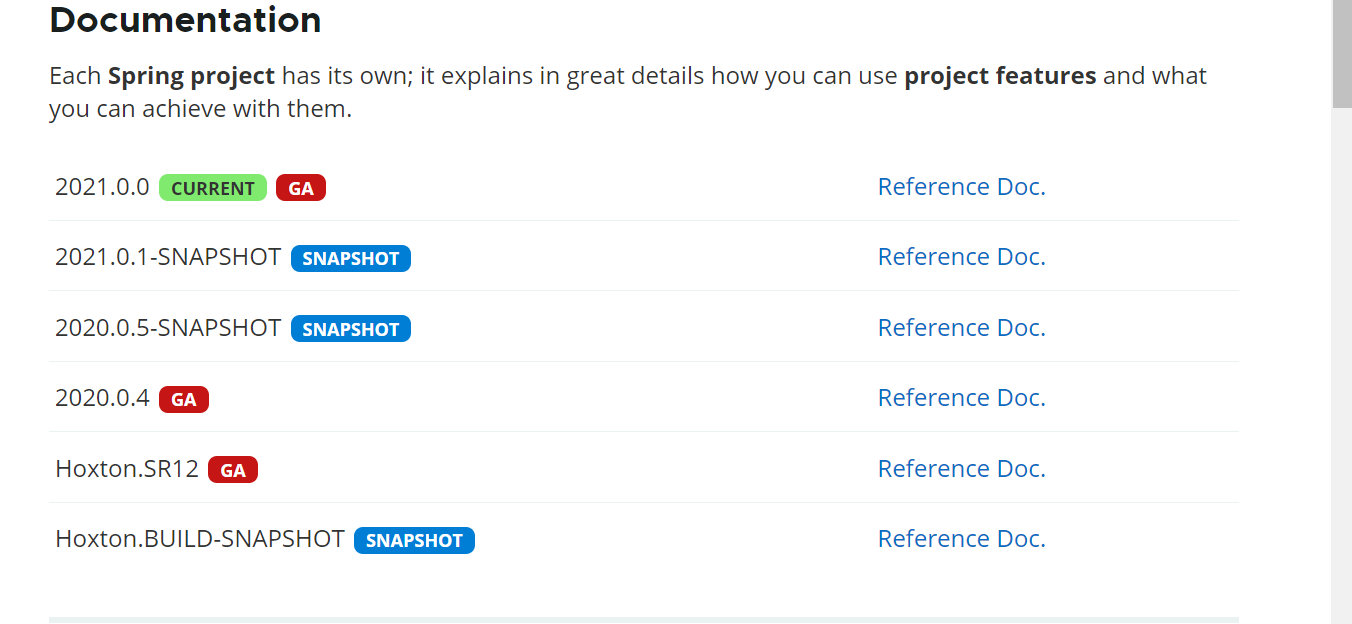 Documentation
Each Spring project has its own; it explains in great details how you can use project features and what
you can achieve with them.
2021.0.0 CURRENT GA Reference Doc.
2021.0.1-SNAPSHOT SNAPSHOT Reference Doc.
2020.0.5-SNAPSHOT SNAPSHOT Reference Doc.
2020.0.4 GA Reference Doc.
Hoxton.SR12 GA Reference Doc.
Hoxton.BUILD-SNAPSHOT SNAPSHOT Reference Doc.